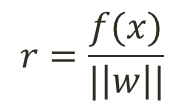 r = f(x) / ||w||